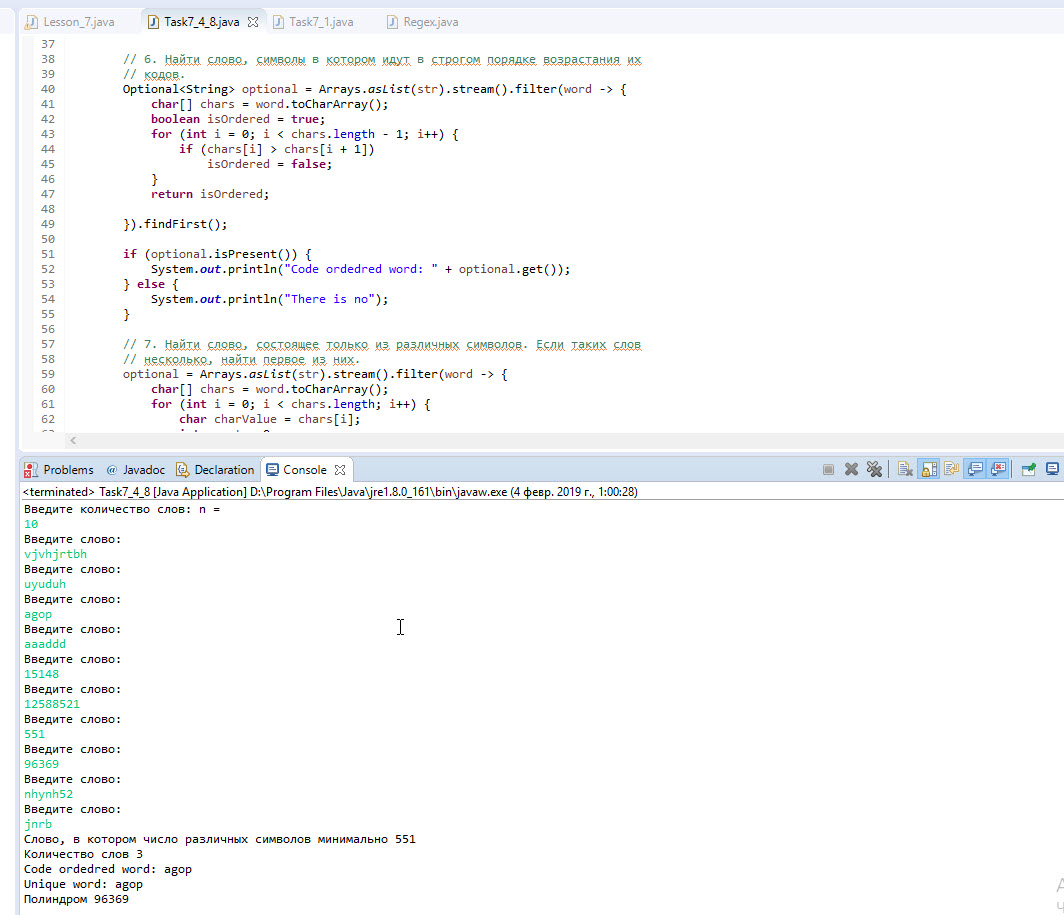 Lesson_7.java Task7_4_8.java Task7_1.java Regex.java
37
38 // 6. Найти слово, символы в котором идут в строгом порядке возрастания их
39 // кодов.
40 Optional<String> optional = Arrays.asList(str).stream().filter(word -> {
41 char[] chars = word.toCharArray();
42 boolean isOrdered = true;
43 for (int i = 0; i < chars.length - 1; i++) {
44 if (chars[i] > chars[i + 1])
45 isOrdered = false;
46 }
47 return isOrdered;
48
49 }).findFirst();
50
51 if (optional.isPresent()) {
52 System.out.println("Code ordedred word: " + optional.get());
53 } else {
54 System.out.println("There is no");
55 }
56
57 // 7. Найти слово, состоящее только из различных символов. Если таких слов
58 // несколько, найти первое из них.
59 optional = Arrays.asList(str).stream().filter(word -> {
60 char[] chars = word.toCharArray();
61 for (int i = 0; i < chars.length; i++) {
62 char charValue = chars[i];
Problems @ Javadoc Declaration Console
<terminated> Task7_4_8 [Java Application] D:\Program Files\Java\jre1.8.0_161\bin\javaw.exe (4 февр. 2019 г., 1:00:28)
Введите количество слов: n =
10
Введите слово:
vjvhjrtbh
Введите слово:
uyuduh
Введите слово:
agop
Введите слово:
aaaddd
Введите слово:
15148
Введите слово:
12588521
Введите слово:
551
Введите слово:
96369
Введите слово:
nhynh52
Введите слово:
jnrb
Слово, в котором число различных символов минимально 551
Количество слов 3
Code ordedred word: agop
Unique word: agop
Полиндром 96369